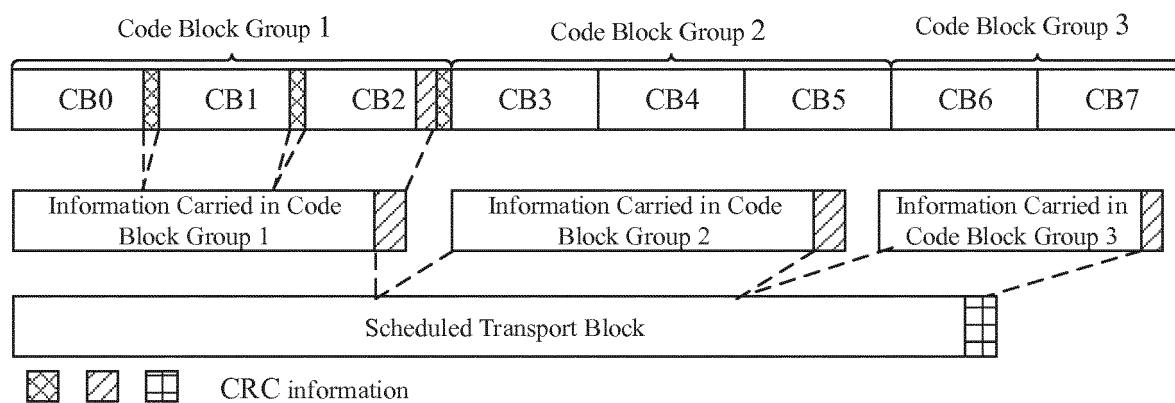 Code Block Group 1 Code Block Group 2 Code Block Group 3
CB0 CB1 CB2 CB3 CB4 CB5 CB6 CB7
Information Carried in Code
Block Group 1
Information Carried in Code
Block Group 2
Information Carried in
Code Block Group 3
Scheduled Transport Block
CRC information